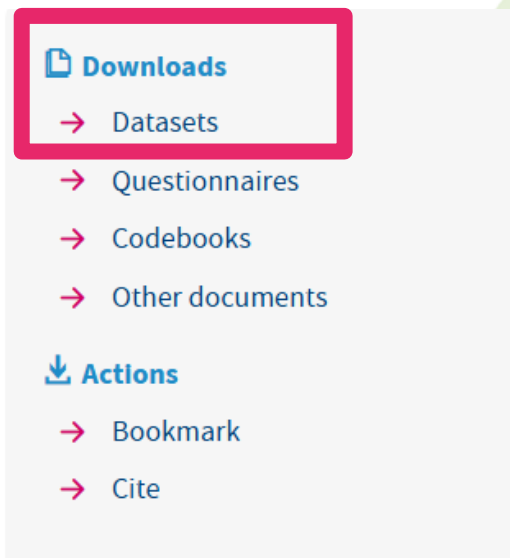 Downloads
Datasets
Questionnaires
Codebooks
Other documents
Actions
Bookmark
Cite